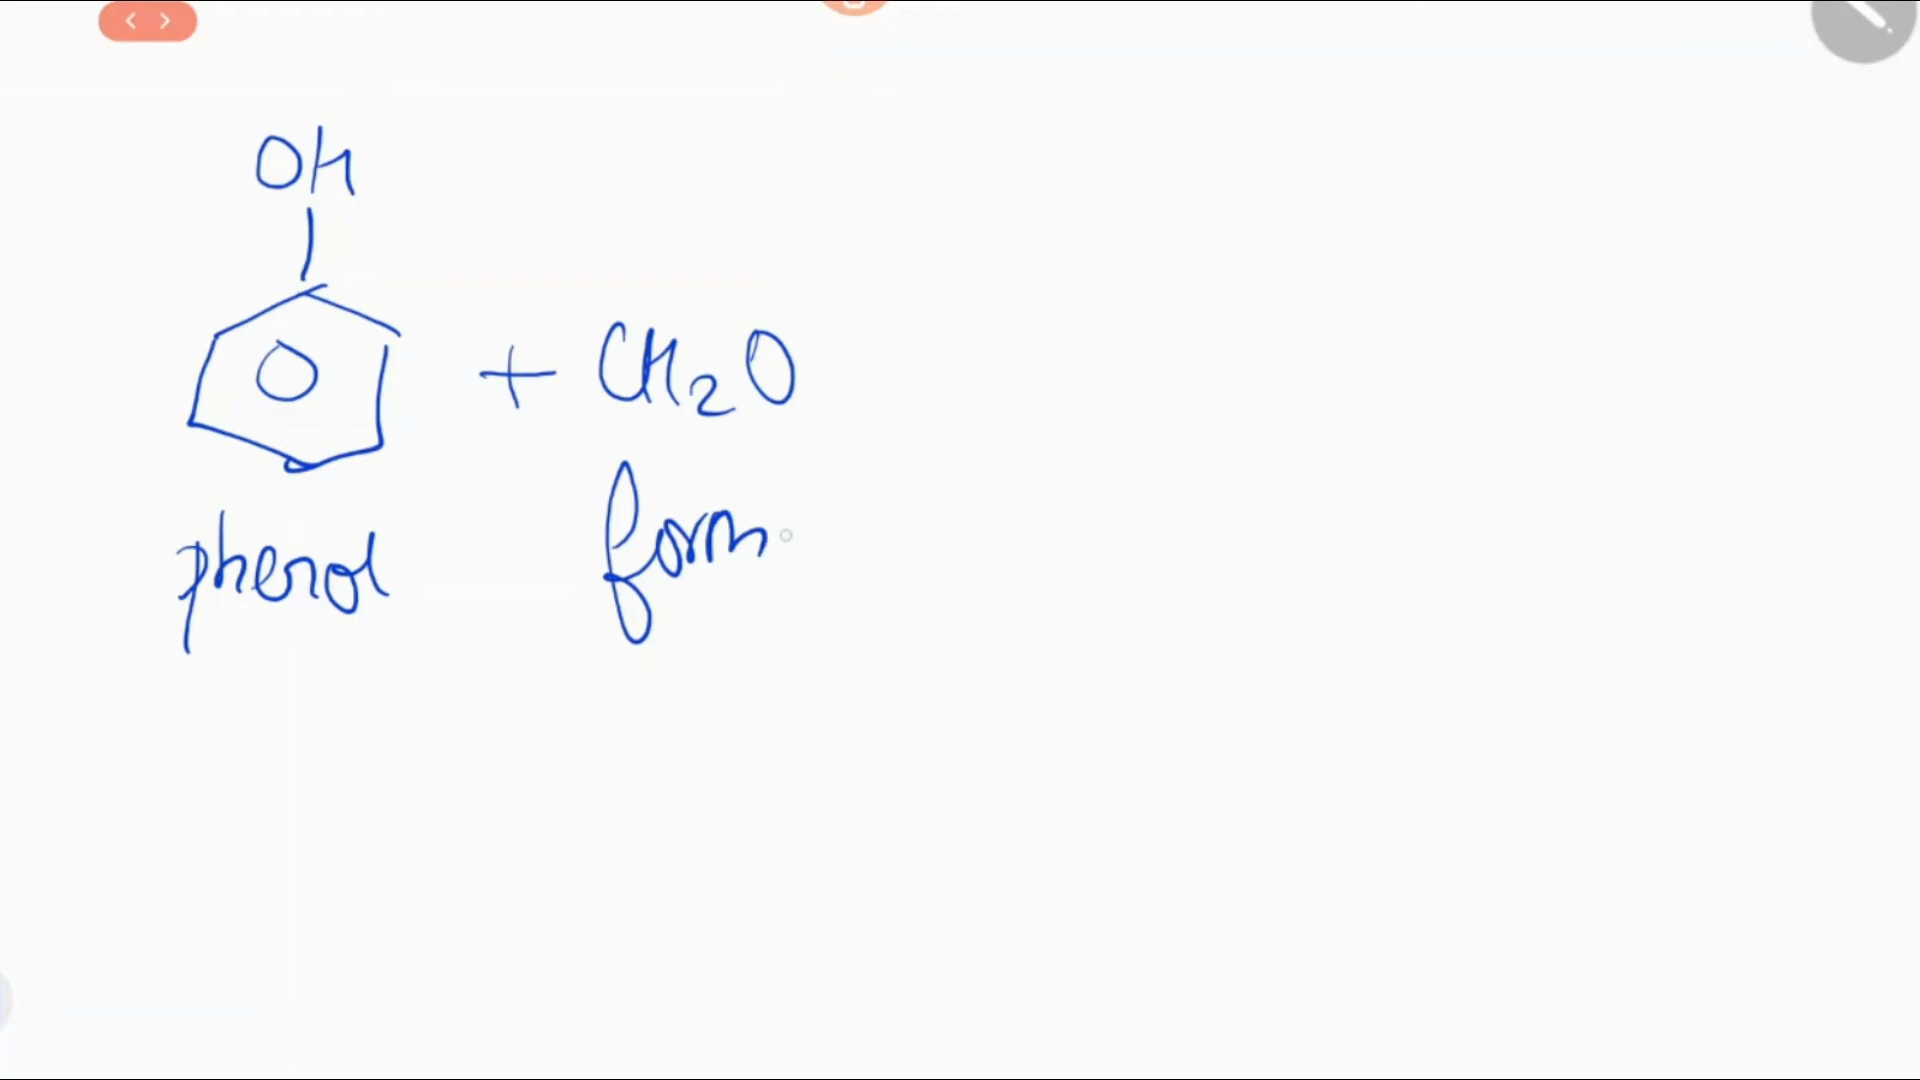 OH
+ CH₂O
phenol form